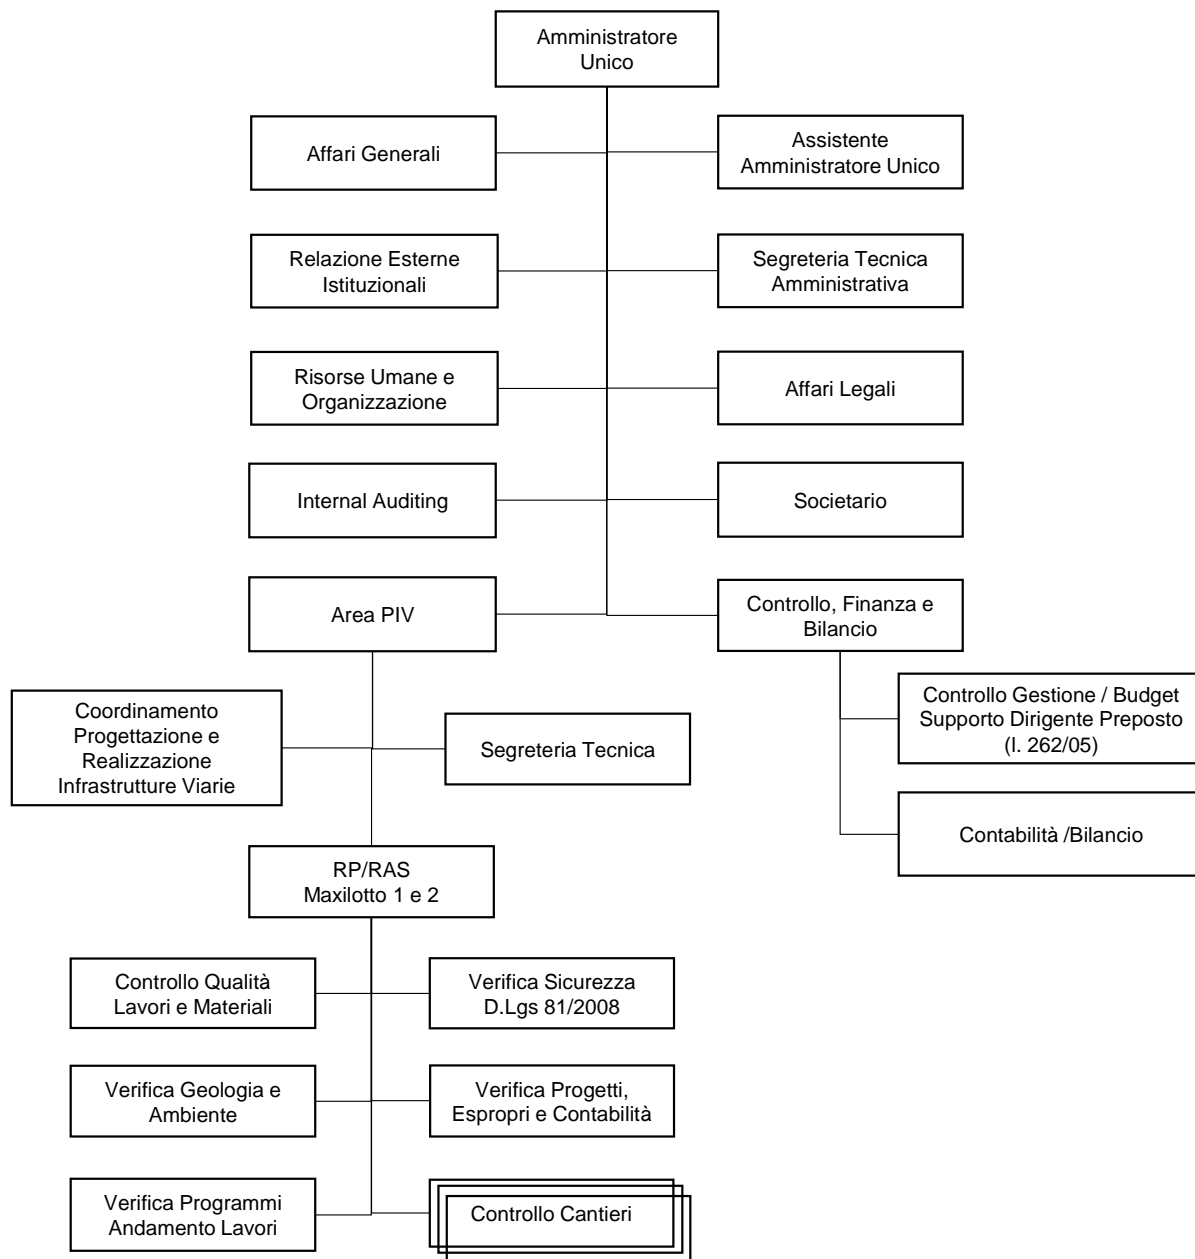 Amministratore
Unico
Affari Generali
Assistente
Amministratore Unico
Relazione Esterne
Istituzionali
Segreteria Tecnica
Amministrativa
Risorse Umane e
Organizzazione
Affari Legali
Internal Auditing
Societario
Area PIV
Controllo, Finanza e
Bilancio
Coordinamento
Progettazione e
Realizzazione
Infrastrutture Viarie
Segreteria Tecnica
Controllo Gestione / Budget
Supporto Dirigente Preposto
(l. 262/05)
Contabilità /Bilancio
RP/RAS
Maxilotto 1 e 2
Controllo Qualità
Lavori e Materiali
Verifica Sicurezza
D.Lgs 81/2008
Verifica Geologia e
Ambiente
Verifica Progetti,
Espropri e Contabilità
Verifica Programmi
Andamento Lavori
Controllo Cantieri